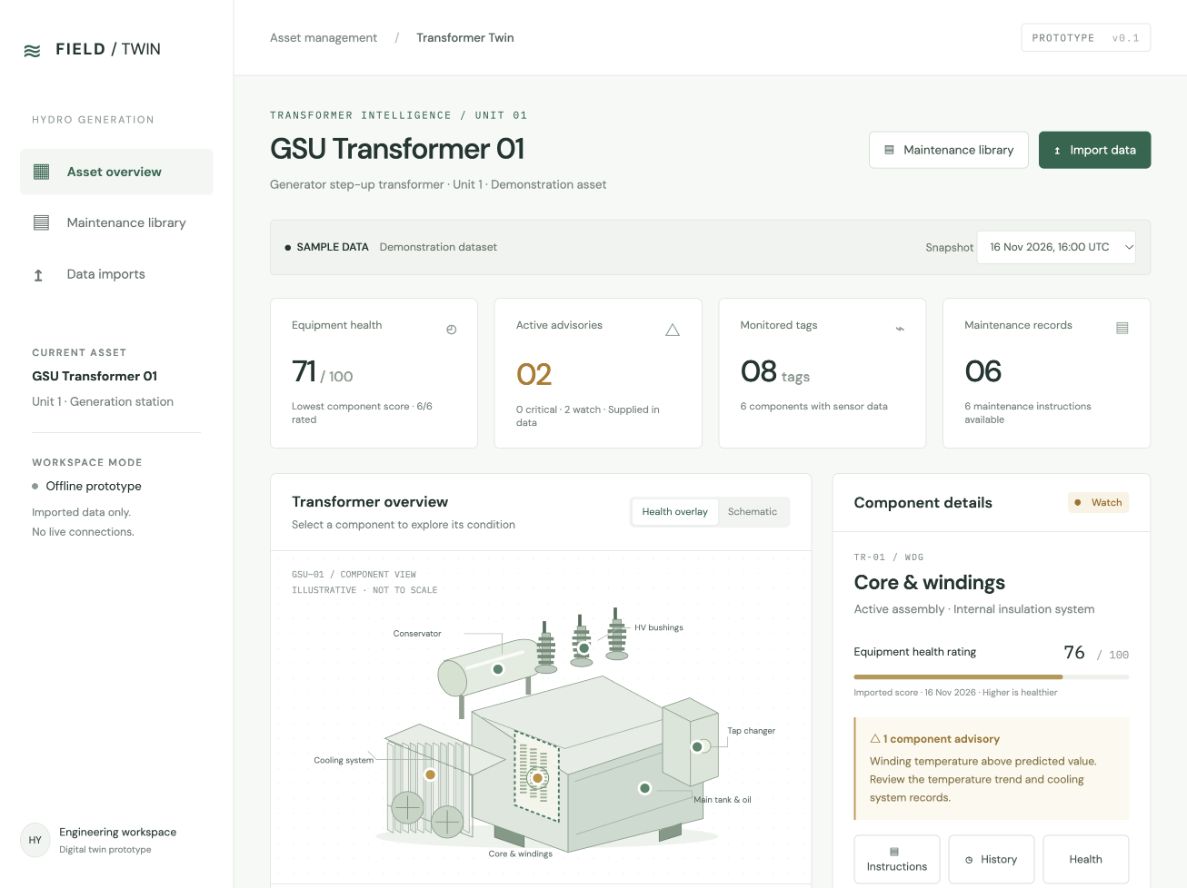 FIELD / TWIN
HYDRO GENERATION
Asset overview
Maintenance library
Data imports
CURRENT ASSET
GSU Transformer 01
Unit 1 · Generation station
WORKSPACE MODE
Offline prototype
Imported data only.
No live connections.
HY
Engineering workspace
Digital twin prototype
Asset management / Transformer Twin
PROTOTYPE v0.1
TRANSFORMER INTELLIGENCE / UNIT 01
GSU Transformer 01
Generator step-up transformer · Unit 1 · Demonstration asset
Maintenance library
Import data
SAMPLE DATA Demonstration dataset
Snapshot 16 Nov 2026, 16:00 UTC
Equipment health
71 / 100
Lowest component score · 6/6
rated
Active advisories
02
0 critical · 2 watch · Supplied in
data
Monitored tags
08 tags
6 components with sensor data
Maintenance records
06
6 maintenance instructions
available
Transformer overview
Select a component to explore its condition
Health overlay
Schematic
GSU-01 / COMPONENT VIEW
ILLUSTRATIVE · NOT TO SCALE
Conservator
HV bushings
Tap changer
Cooling system
Main tank & oil
Core & windings
Component details
Watch
TR-01 / WDG
Core & windings
Active assembly · Internal insulation system
Equipment health rating 76 / 100
Imported score · 16 Nov 2026 · Higher is healthier
1 component advisory
Winding temperature above predicted value.
Review the temperature trend and cooling
system records.
Instructions
History
Health